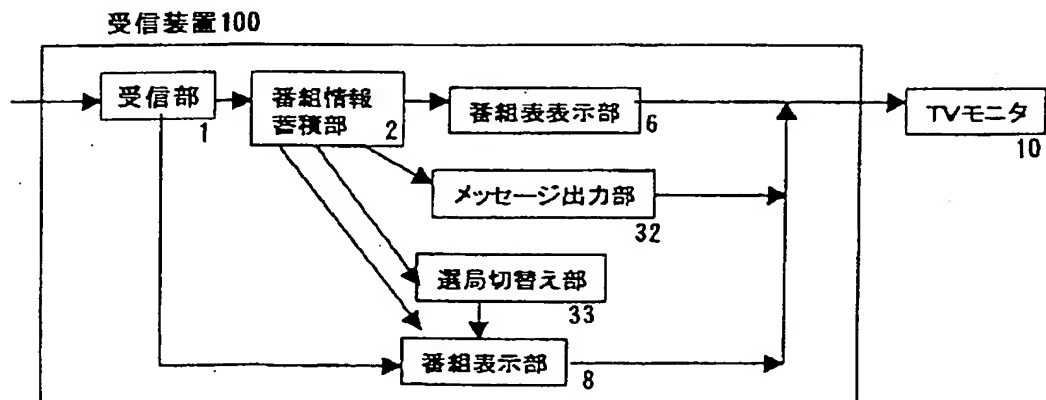 受信装置100
受信部
1
番組情報
蓄積部
2
番組表表示部
6
TVモニタ
10
メッセージ出力部
32
選局切替え部
33
番組表示部
8